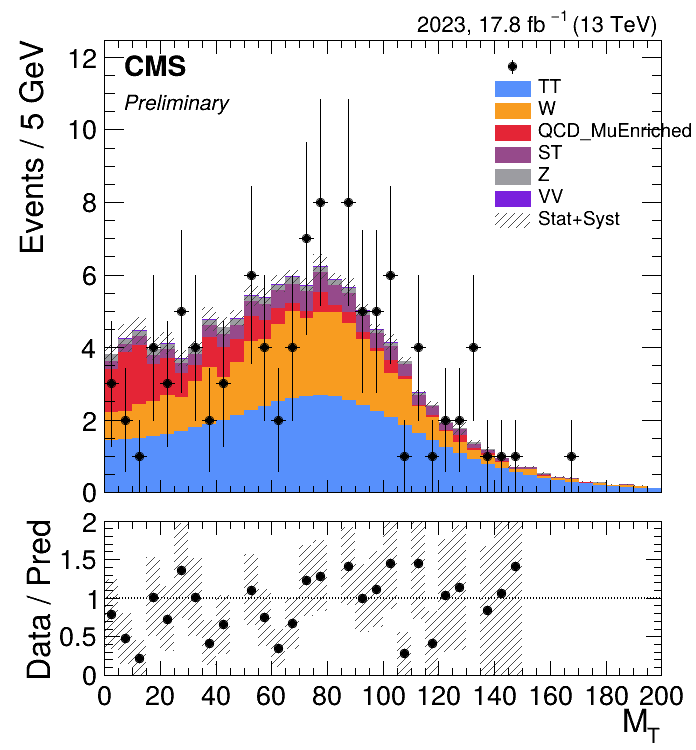 2023, 17.8 fb⁻¹ (13 TeV)
CMS
Preliminary
TT
W
QCD_MuEnriched
ST
Z
VV
Stat+Syst
Events / 5 GeV
12
10
8
6
4
2
0
Data / Pred
2
1.5
1
0.5
0
0 20 40 60 80 100 120 140 160 180 200
M_T